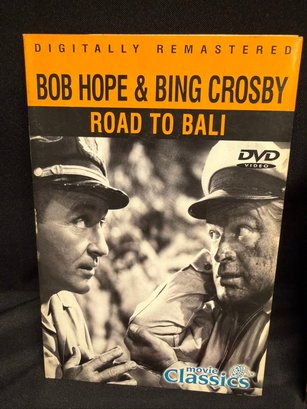 DIGITALLY REMASTERED
BOB HOPE & BING CROSBY
ROAD TO BALI
DVD
VIDEO
movie
Classics